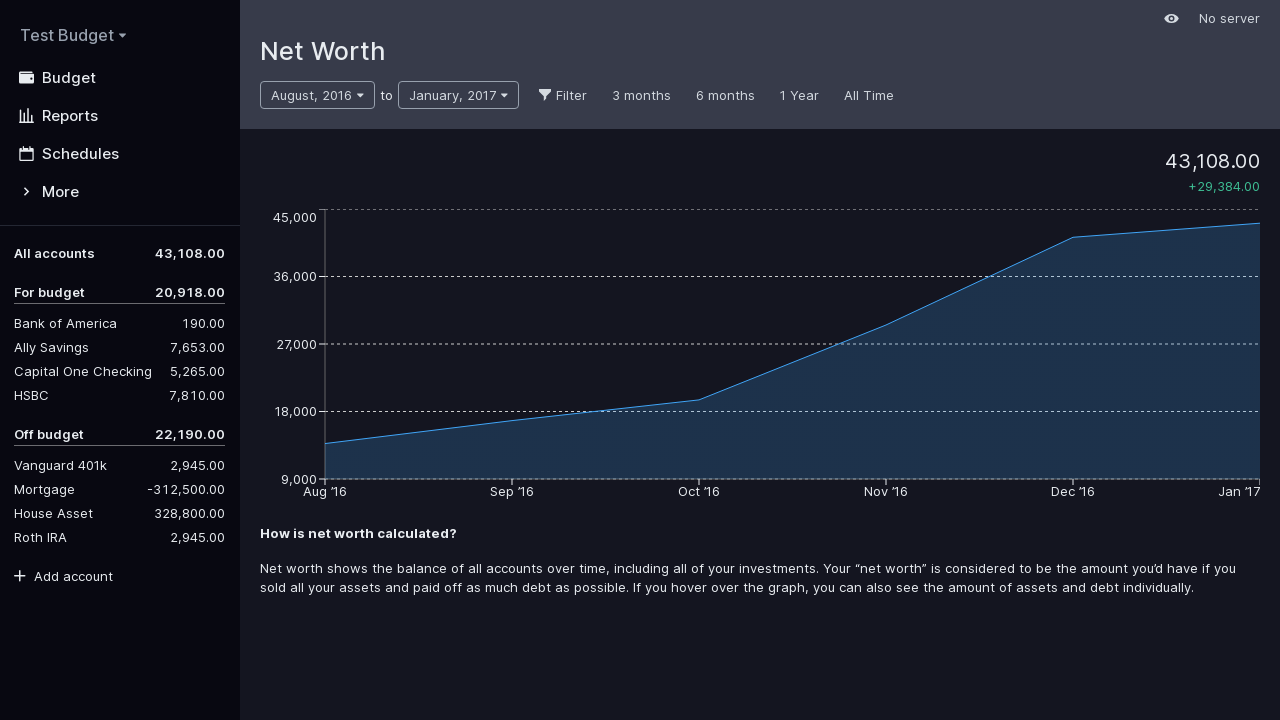 Test Budget
Budget
Reports
Schedules
More
All accounts 43,108.00
For budget 20,918.00
Bank of America 190.00
Ally Savings 7,653.00
Capital One Checking 5,265.00
HSBC 7,810.00
Off budget 22,190.00
Vanguard 401k 2,945.00
Mortgage -312,500.00
House Asset 328,800.00
Roth IRA 2,945.00
Add account
No server
Net Worth
August, 2016 to January, 2017 Filter 3 months 6 months 1 Year All Time
43,108.00
+29,384.00
45,000
36,000
27,000
18,000
9,000
Aug ’16 Sep ’16 Oct ’16 Nov ’16 Dec ’16 Jan ’17
How is net worth calculated?
Net worth shows the balance of all accounts over time, including all of your investments. Your “net worth” is considered to be the amount you’d have if you
sold all your assets and paid off as much debt as possible. If you hover over the graph, you can also see the amount of assets and debt individually.